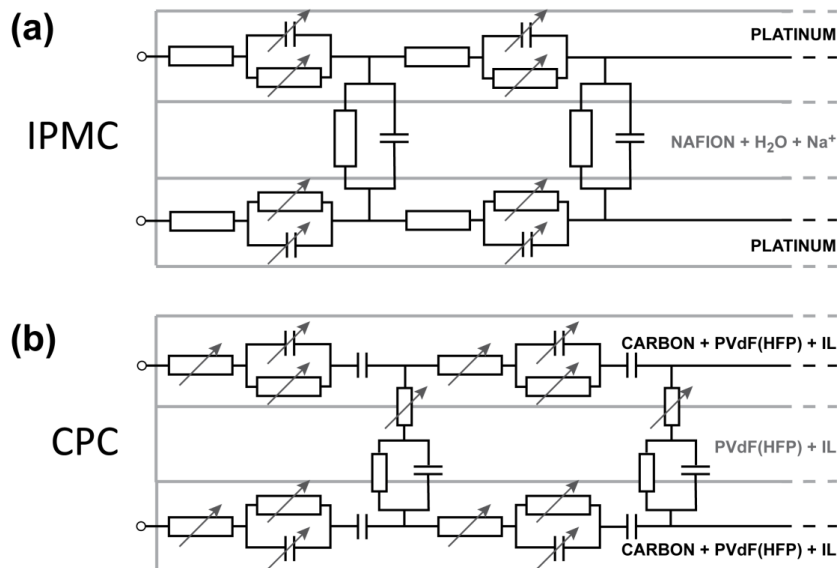 (a)
PLATINUM
IPMC
NAFION + H₂O + Na⁺
PLATINUM
(b)
CARBON + PVdF(HFP) + IL
CPC
PVdF(HFP) + IL
CARBON + PVdF(HFP) + IL